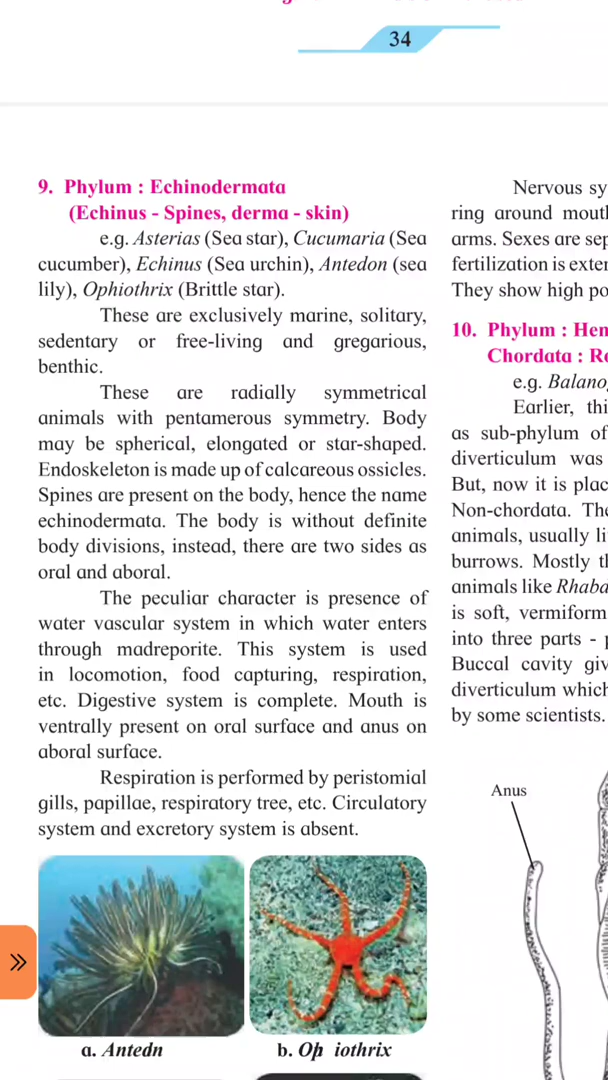 34
9. Phylum : Echinodermata
(Echinus - Spines, derma - skin)
e.g. Asterias (Sea star), Cucumaria (Sea
cucumber), Echinus (Sea urchin), Antedon (sea
lily), Ophiothrix (Brittle star).
These are exclusively marine, solitary,
sedentary or free-living and gregarious,
benthic.
These are radially symmetrical
animals with pentamerous symmetry. Body
may be spherical, elongated or star-shaped.
Endoskeleton is made up of calcareous ossicles.
Spines are present on the body, hence the name
echinodermata. The body is without definite
body divisions, instead, there are two sides as
oral and aboral.
The peculiar character is presence of
water vascular system in which water enters
through madreporite. This system is used
in locomotion, food capturing, respiration,
etc. Digestive system is complete. Mouth is
ventrally present on oral surface and anus on
aboral surface.
Respiration is performed by peristomial
gills, papillae, respiratory tree, etc. Circulatory
system and excretory system is absent.
a. Antedn
b. Oph iothrix
Nervous sy
ring around mouth
arms. Sexes are sep
fertilization is exter
They show high po
10. Phylum : Hem
Chordata : Re
e.g. Balanog
Earlier, thi
as sub-phylum of
diverticulum was
But, now it is plac
Non-chordata. The
animals, usually li
burrows. Mostly th
animals like Rhabd
is soft, vermiform
into three parts - p
Buccal cavity giv
diverticulum which
by some scientists.
Anus